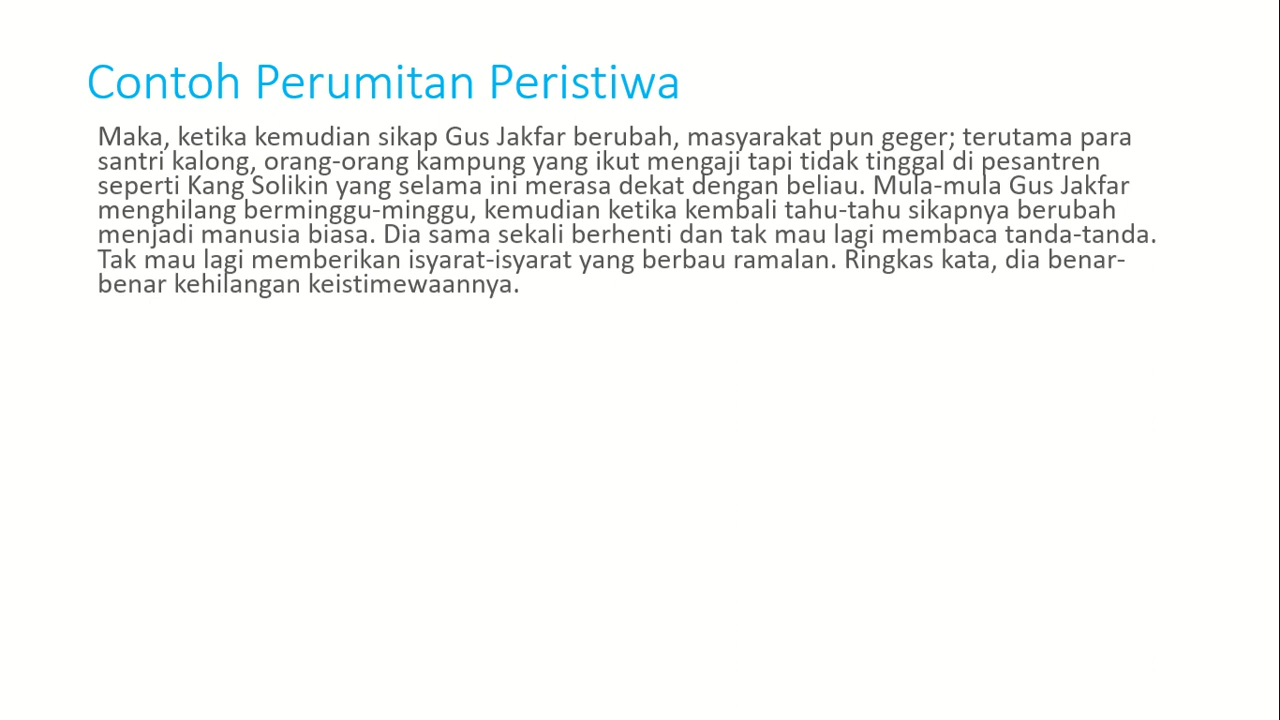 Contoh Perumitan Peristiwa
Maka, ketika kemudian sikap Gus Jakfar berubah, masyarakat pun geger; terutama para
santri kalong, orang-orang kampung yang ikut mengaji tapi tidak tinggal di pesantren
seperti Kang Solikin yang selama ini merasa dekat dengan beliau. Mula-mula Gus Jakfar
menghilang berminggu-minggu, kemudian ketika kembali tahu-tahu sikapnya berubah
menjadi manusia biasa. Dia sama sekali berhenti dan tak mau lagi membaca tanda-tanda.
Tak mau lagi memberikan isyarat-isyarat yang berbau ramalan. Ringkas kata, dia benar-
benar kehilangan keistimewaannya.